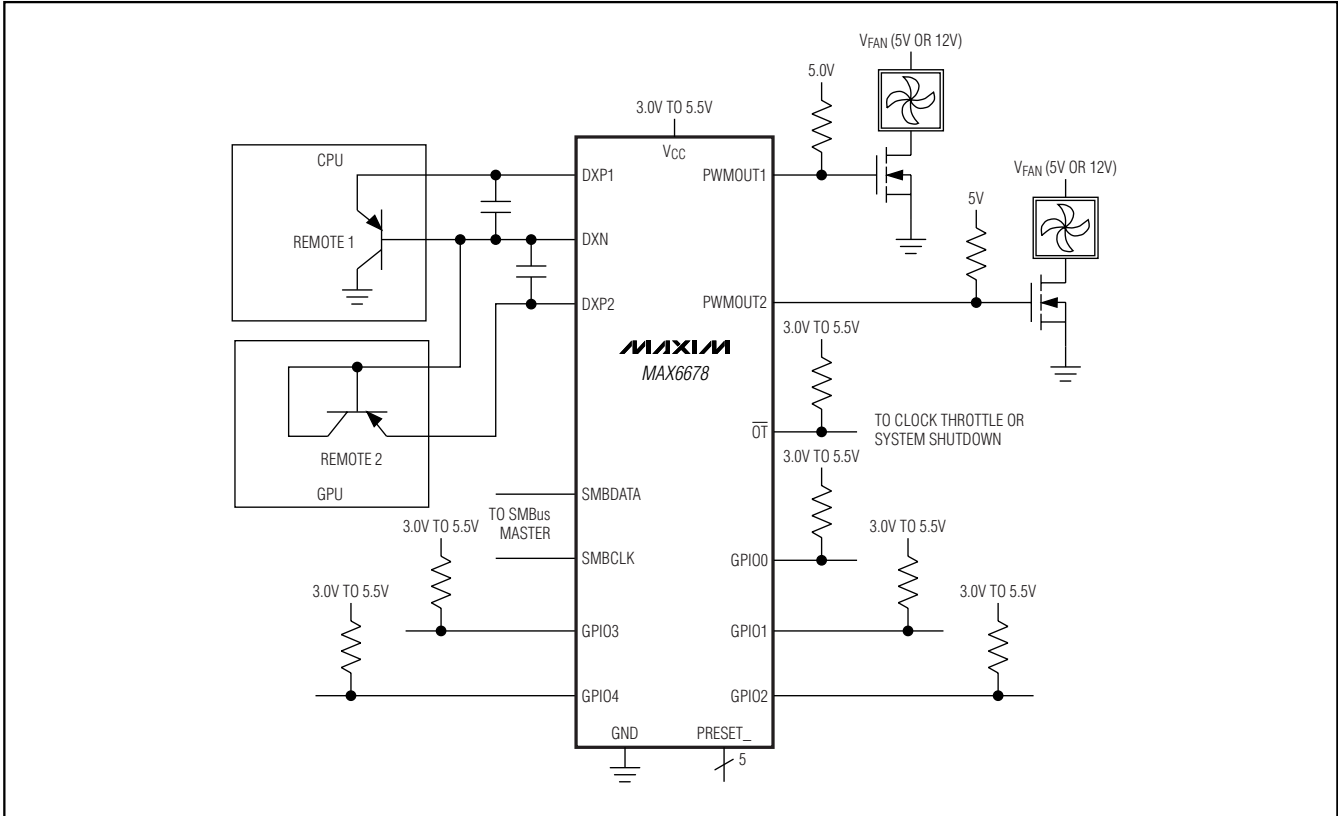 VFAN (5V OR 12V)
5.0V
3.0V TO 5.5V
VCC
CPU
DXP1
PWMOUT1
VFAN (5V OR 12V)
5V
REMOTE 1
DXN
DXP2
PWMOUT2
3.0V TO 5.5V
MAXIM
MAX6678
OT
TO CLOCK THROTTLE OR
SYSTEM SHUTDOWN
REMOTE 2
GPU
3.0V TO 5.5V
SMBDATA
TO SMBus
MASTER
SMBCLK
3.0V TO 5.5V
3.0V TO 5.5V
GPIO0
3.0V TO 5.5V
3.0V TO 5.5V
GPIO3
GPIO1
GPIO4
GPIO2
GND
PRESET_
5